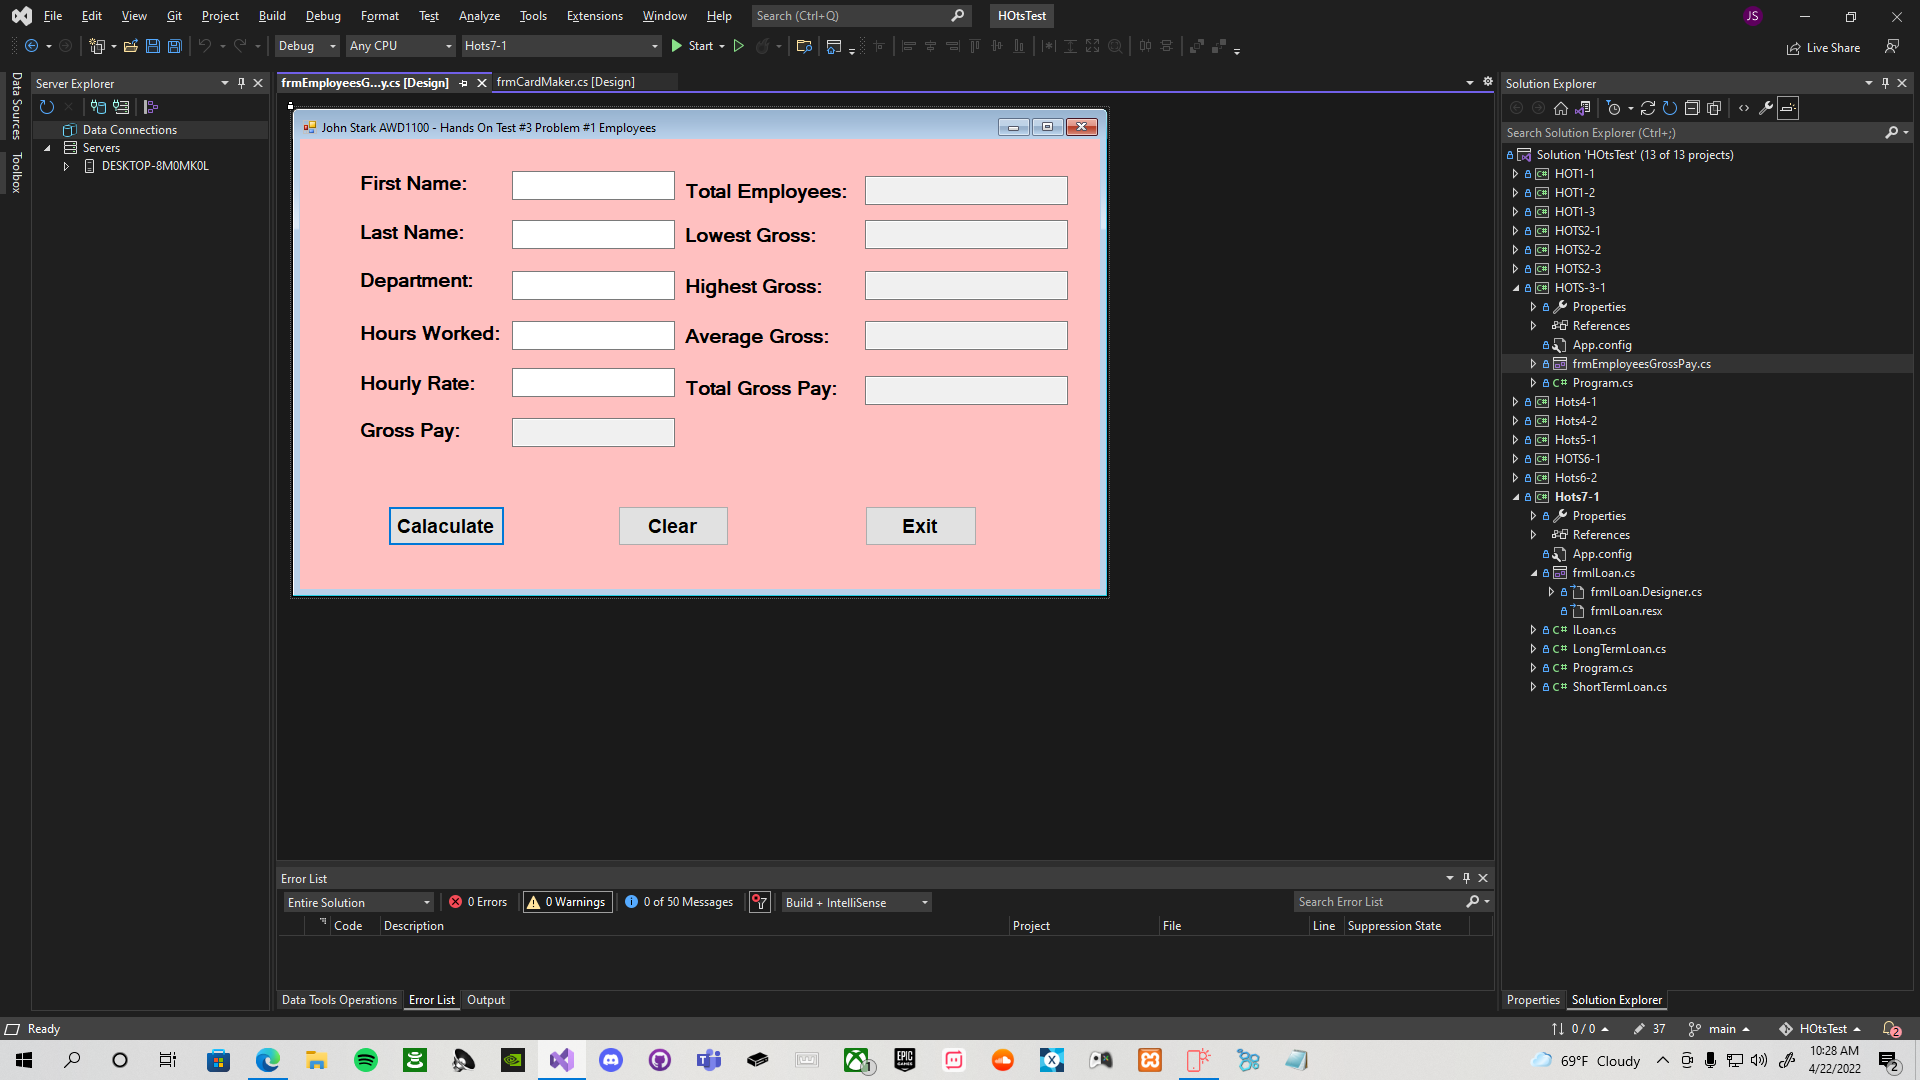 File Edit View Git Project Build Debug Format Test Analyze Tools Extensions Window Help Search (Ctrl+Q) HOtsTest JS
Debug Any CPU Hots7-1 Start Live Share
Data Sources
Toolbox
Server Explorer
Data Connections
Servers
DESKTOP-8M0MK0L
frmEmployeesG...y.cs [Design] frmCardMaker.cs [Design]
John Stark AWD1100 - Hands On Test #3 Problem #1 Employees
First Name: Total Employees:
Last Name: Lowest Gross:
Department: Highest Gross:
Hours Worked: Average Gross:
Hourly Rate: Total Gross Pay:
Gross Pay:
Calaculate Clear Exit
Error List
Entire Solution 0 Errors 0 Warnings 0 of 50 Messages Build + IntelliSense Search Error List
Code Description Project File Line Suppression State
Data Tools Operations Error List Output
Solution Explorer
Search Solution Explorer (Ctrl+;)
Solution 'HOtsTest' (13 of 13 projects)
C# HOT1-1
C# HOT1-2
C# HOT1-3
C# HOTS2-1
C# HOTS2-2
C# HOTS2-3
C# HOTS-3-1
Properties
References
App.config
frmEmployeesGrossPay.cs
C# Program.cs
C# Hots4-1
C# Hots4-2
C# Hots5-1
C# HOTS6-1
C# Hots6-2
C# Hots7-1
Properties
References
App.config
frmILoan.cs
frmILoan.Designer.cs
frmILoan.resx
C# ILoan.cs
C# LongTermLoan.cs
C# Program.cs
C# ShortTermLoan.cs
Properties Solution Explorer
Ready 0 / 0 37 main HOtsTest 2
EPIC GAMES 1 69°F Cloudy 10:28 AM 2
4/22/2022